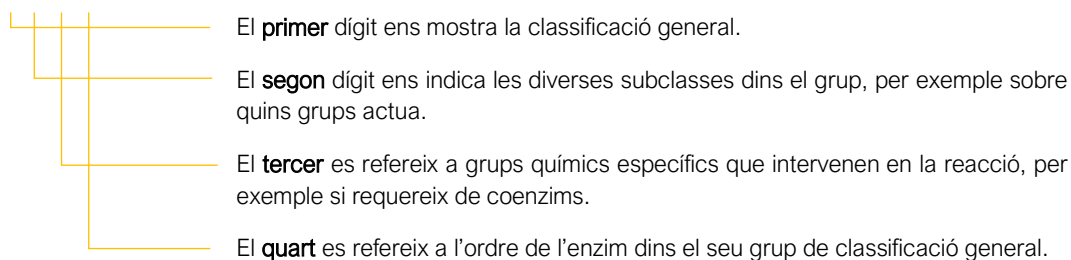 El primer dígit ens mostra la classificació general.
El segon dígit ens indica les diverses subclasses dins el grup, per exemple sobre
quins grups actua.
El tercer es refereix a grups químics específics que intervenen en la reacció, per
exemple si requereix de coenzims.
El quart es refereix a l'ordre de l'enzim dins el seu grup de classificació general.